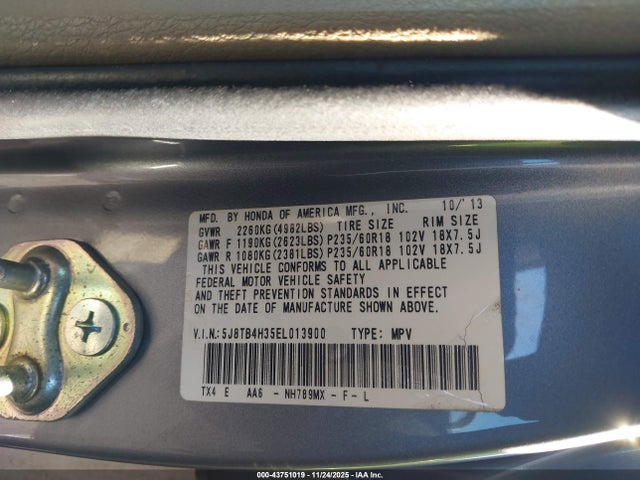 MFD. BY HONDA OF AMERICA MFG., INC. 10/'13
GVWR 2260KG(4982LBS) TIRE SIZE RIM SIZE
GAWR F 1190KG(2623LBS) P235/60R18 102V 18X7.5J
GAWR R 1080KG(2381LBS) P235/60R18 102V 18X7.5J
THIS VEHICLE CONFORMS TO ALL APPLICABLE
FEDERAL MOTOR VEHICLE SAFETY
AND THEFT PREVENTION STANDARDS IN EFFECT
ON THE DATE OF MANUFACTURE SHOWN ABOVE.
V.I.N.: 5J8TB4H35EL013900 TYPE: MPV
TX4 E AA6 - NH789MX - F - L
000-43751019 - 11/24/2025 - Copyright © 2025 IAA, Inc.